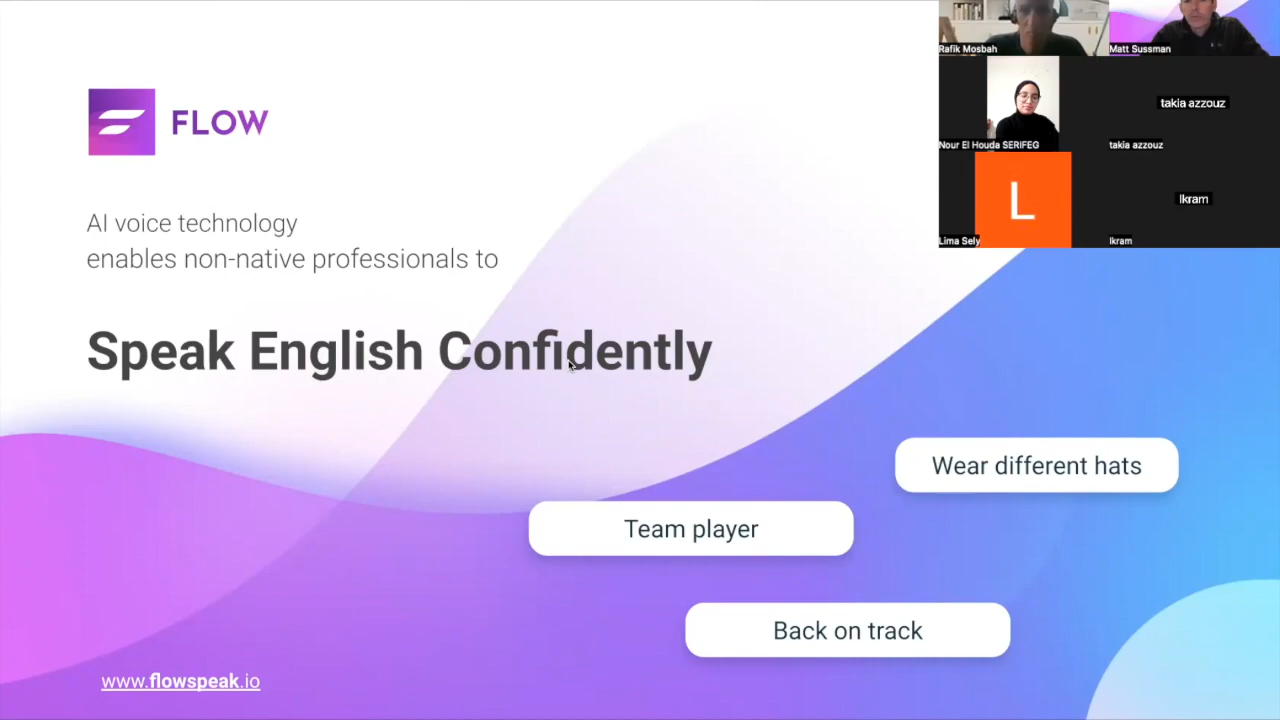 FLOW
AI voice technology
enables non-native professionals to
Speak English Confidently
Wear different hats
Team player
Back on track
www.flowspeak.io
Rafik Mosbah
Matt Sussman
takia azzouz
Nour El Houda SERIFEG
takia azzouz
L
Ikram
Lima Sely
Ikram